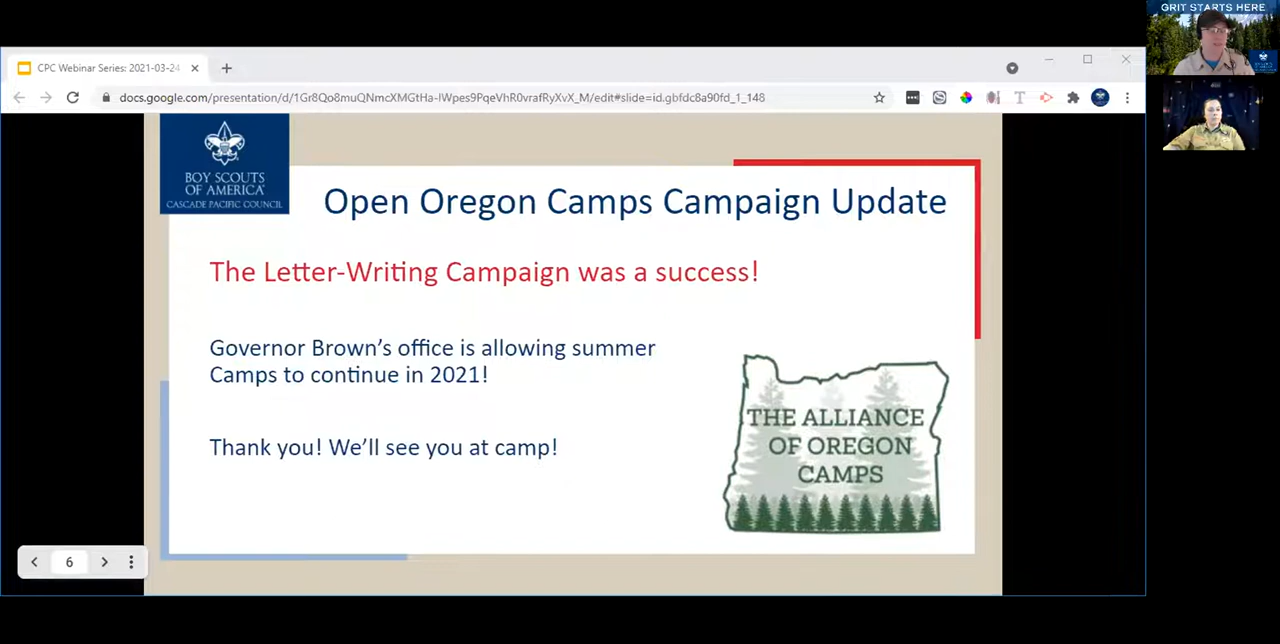 GRIT STARTS HERE
CPC Webinar Series: 2021-03-24
docs.google.com/presentation/d/1Gr8Qo8muQNmcXMGtHa-IWpes9PqeVhR0vrafRyXvX_M/edit#slide=id.gbfdc8a90fd_1_148
BOY SCOUTS
OF AMERICA®
CASCADE PACIFIC COUNCIL
Open Oregon Camps Campaign Update
The Letter-Writing Campaign was a success!
Governor Brown’s office is allowing summer
Camps to continue in 2021!
Thank you! We’ll see you at camp!
THE ALLIANCE
OF OREGON
CAMPS
6